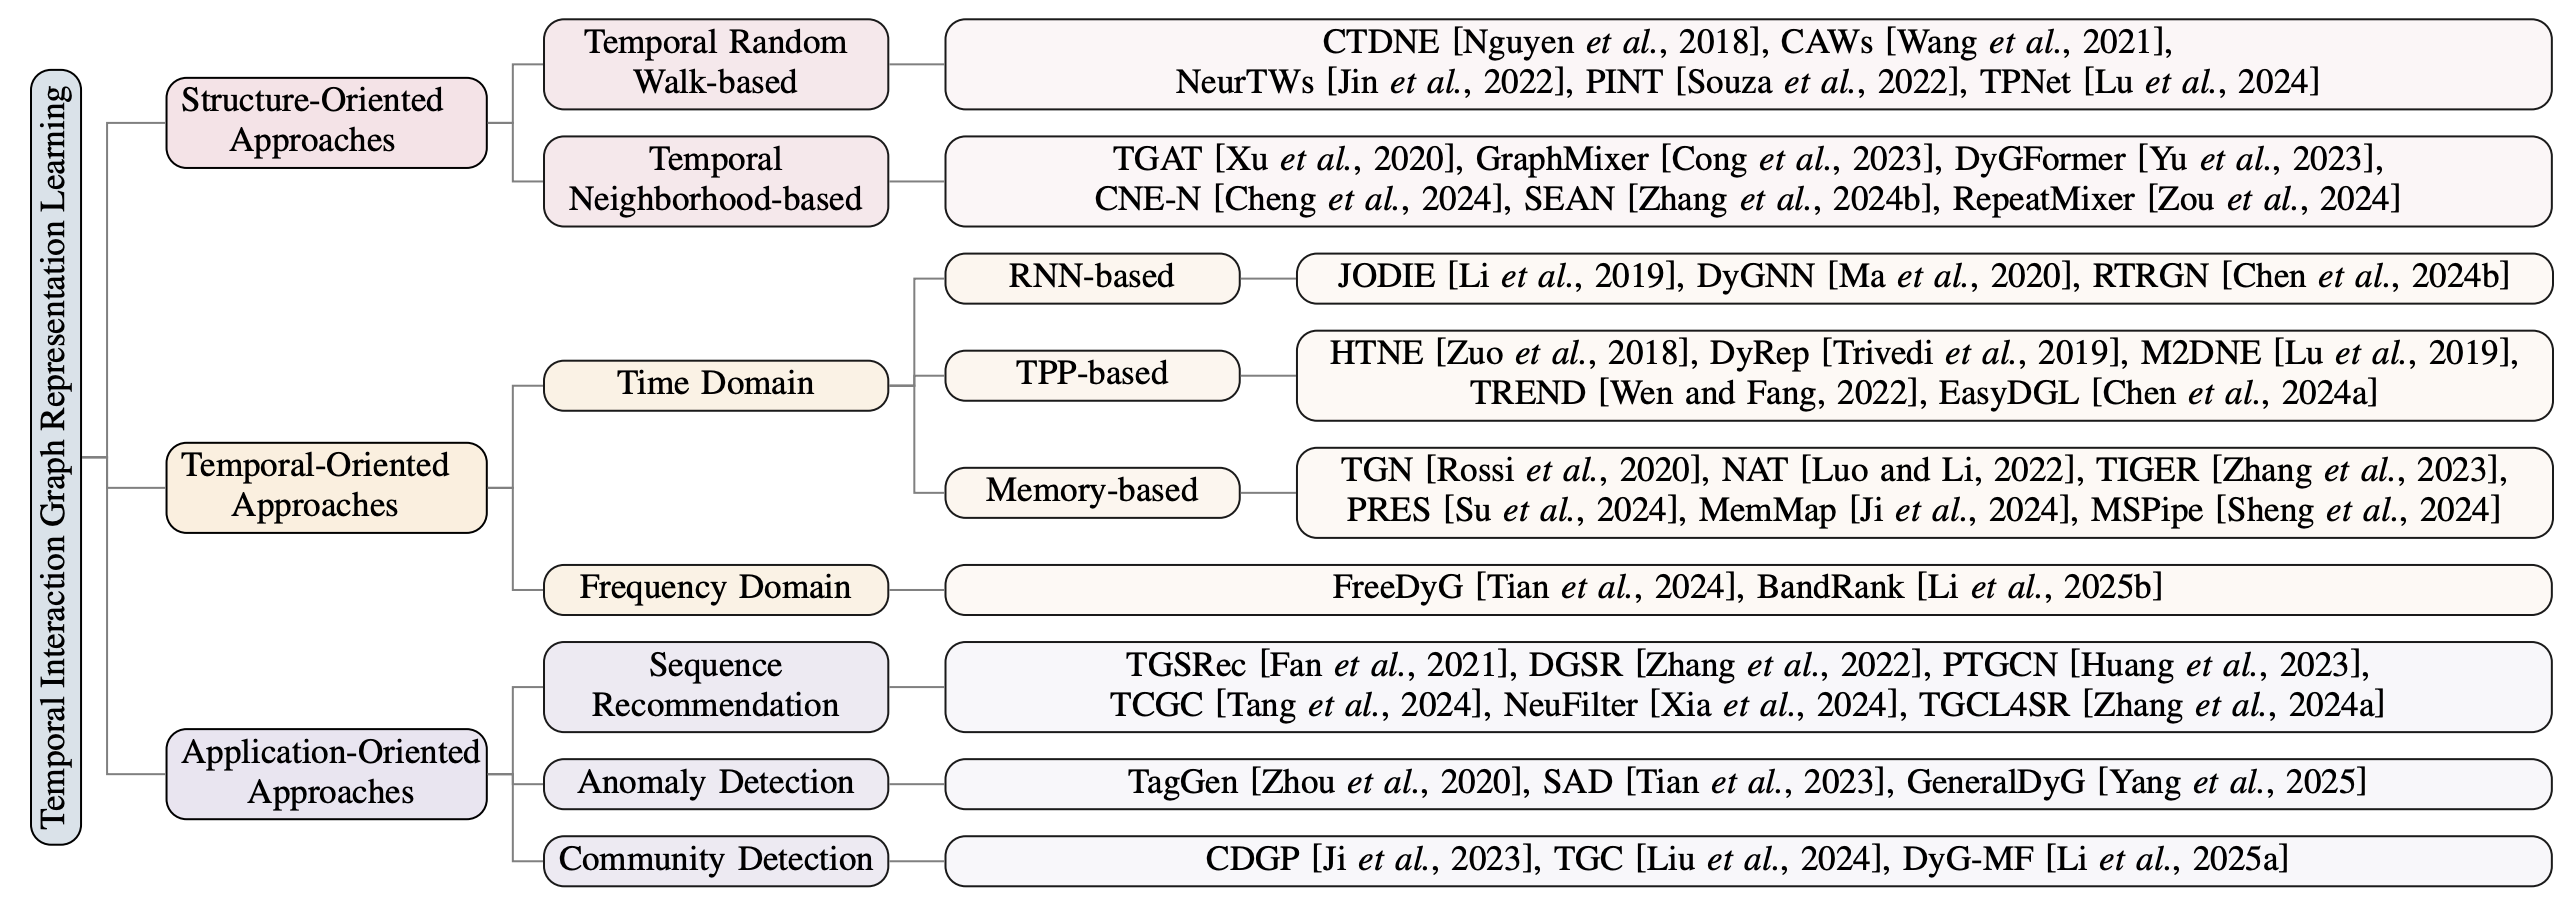 Temporal Interaction Graph Representation Learning
Structure-Oriented
Approaches
Temporal Random
Walk-based
CTDNE [Nguyen et al., 2018], CAWs [Wang et al., 2021],
NeurTWs [Jin et al., 2022], PINT [Souza et al., 2022], TPNet [Lu et al., 2024]
Temporal
Neighborhood-based
TGAT [Xu et al., 2020], GraphMixer [Cong et al., 2023], DyGFormer [Yu et al., 2023],
CNE-N [Cheng et al., 2024], SEAN [Zhang et al., 2024b], RepeatMixer [Zou et al., 2024]
Temporal-Oriented
Approaches
Time Domain
RNN-based
JODIE [Li et al., 2019], DyGNN [Ma et al., 2020], RTRGN [Chen et al., 2024b]
TPP-based
HTNE [Zuo et al., 2018], DyRep [Trivedi et al., 2019], M2DNE [Lu et al., 2019],
TREND [Wen and Fang, 2022], EasyDGL [Chen et al., 2024a]
Memory-based
TGN [Rossi et al., 2020], NAT [Luo and Li, 2022], TIGER [Zhang et al., 2023],
PRES [Su et al., 2024], MemMap [Ji et al., 2024], MSPipe [Sheng et al., 2024]
Frequency Domain
FreeDyG [Tian et al., 2024], BandRank [Li et al., 2025b]
Application-Oriented
Approaches
Sequence
Recommendation
TGSRec [Fan et al., 2021], DGSR [Zhang et al., 2022], PTGCN [Huang et al., 2023],
TCGC [Tang et al., 2024], NeuFilter [Xia et al., 2024], TGCL4SR [Zhang et al., 2024a]
Anomaly Detection
TagGen [Zhou et al., 2020], SAD [Tian et al., 2023], GeneralDyG [Yang et al., 2025]
Community Detection
CDGP [Ji et al., 2023], TGC [Liu et al., 2024], DyG-MF [Li et al., 2025a]